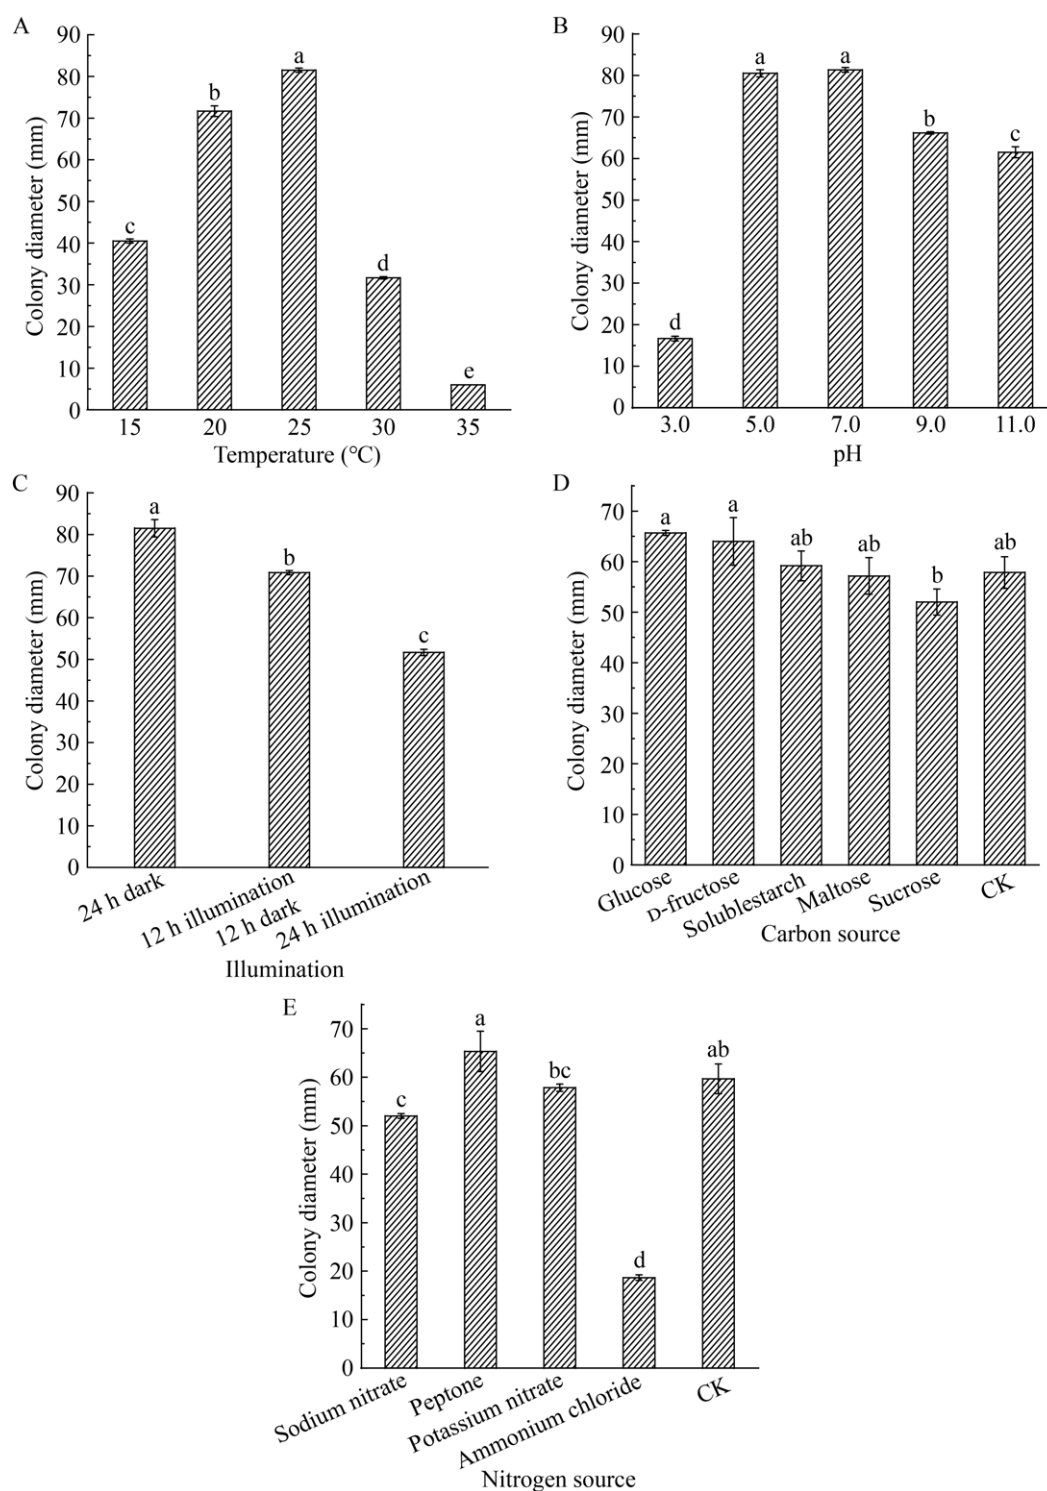 A
Colony diameter (mm)
90
80
70
60
50
40
30
20
10
0
c
b
a
d
e
15 20 25 30 35
Temperature (°C)
B
Colony diameter (mm)
90
80
70
60
50
40
30
20
10
0
d
a
a
b
c
3.0 5.0 7.0 9.0 11.0
pH
C
Colony diameter (mm)
90
80
70
60
50
40
30
20
10
0
a
b
c
24 h dark
12 h illumination
12 h dark
24 h illumination
Illumination
D
Colony diameter (mm)
70
60
50
40
30
20
10
0
a
a
ab
ab
b
ab
Glucose
D-fructose
Solublestarch
Maltose
Sucrose
CK
Carbon source
E
Colony diameter (mm)
70
60
50
40
30
20
10
0
c
a
bc
d
ab
Sodium nitrate
Peptone
Potassium nitrate
Ammonium chloride
CK
Nitrogen source